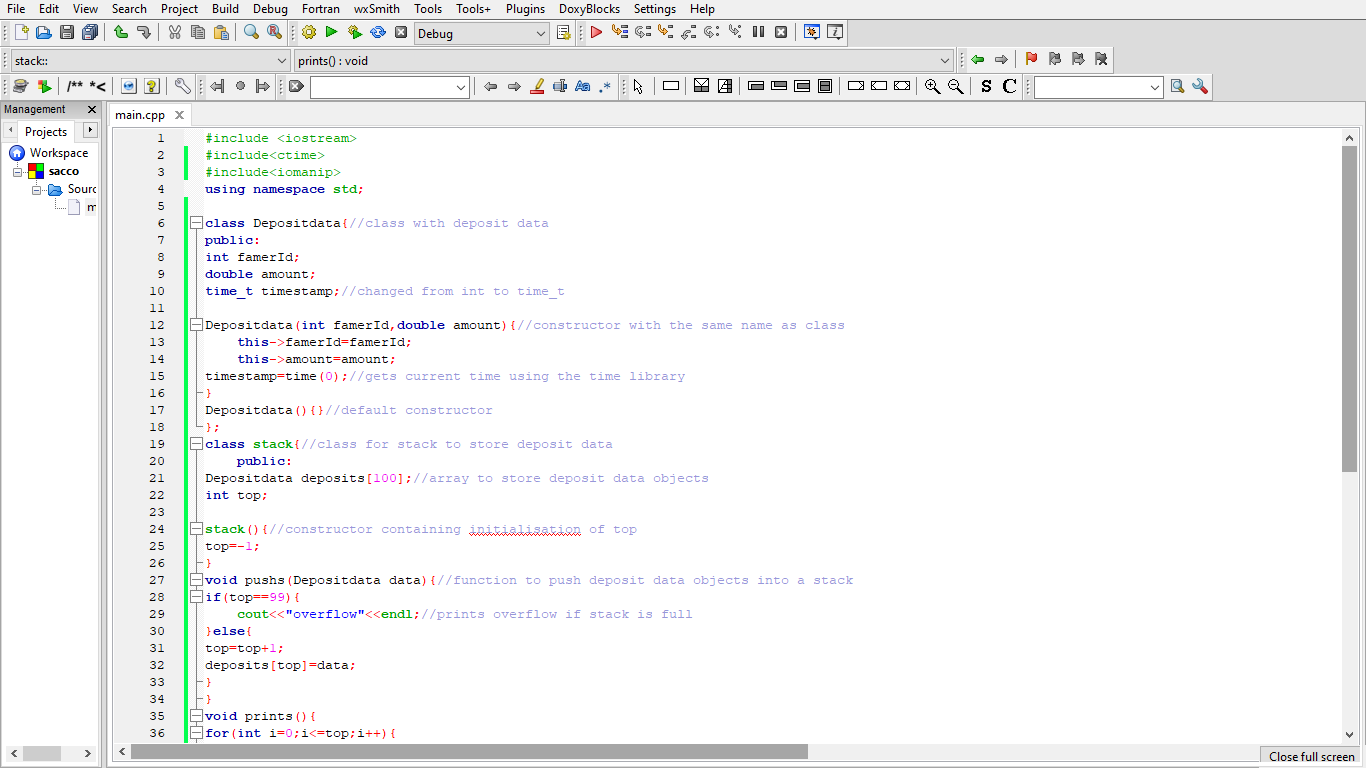 File Edit View Search Project Build Debug Fortran wxSmith Tools Tools+ Plugins DoxyBlocks Settings Help
Debug
stack:: prints() : void
/** *< Aa .* S C
Management
Projects main.cpp
Workspace
sacco
Sourc
m
1 #include <iostream>
2 #include<ctime>
3 #include<iomanip>
4 using namespace std;
5
6 class Depositdata{//class with deposit data
7 public:
8 int famerId;
9 double amount;
10 time_t timestamp;//changed from int to time_t
11
12 Depositdata(int famerId,double amount){//constructor with the same name as class
13 this->famerId=famerId;
14 this->amount=amount;
15 timestamp=time(0);//gets current time using the time library
16 }
17 Depositdata(){}//default constructor
18 };
19 class stack{//class for stack to store deposit data
20 public:
21 Depositdata deposits[100];//array to store deposit data objects
22 int top;
23
24 stack(){//constructor containing initialisation of top
25 top=-1;
26 }
27 void pushs(Depositdata data){//function to push deposit data objects into a stack
28 if(top==99){
29 cout<<"overflow"<<endl;//prints overflow if stack is full
30 }else{
31 top=top+1;
32 deposits[top]=data;
33 }
34 }
35 void prints(){
36 for(int i=0;i<=top;i++){
Close full screen